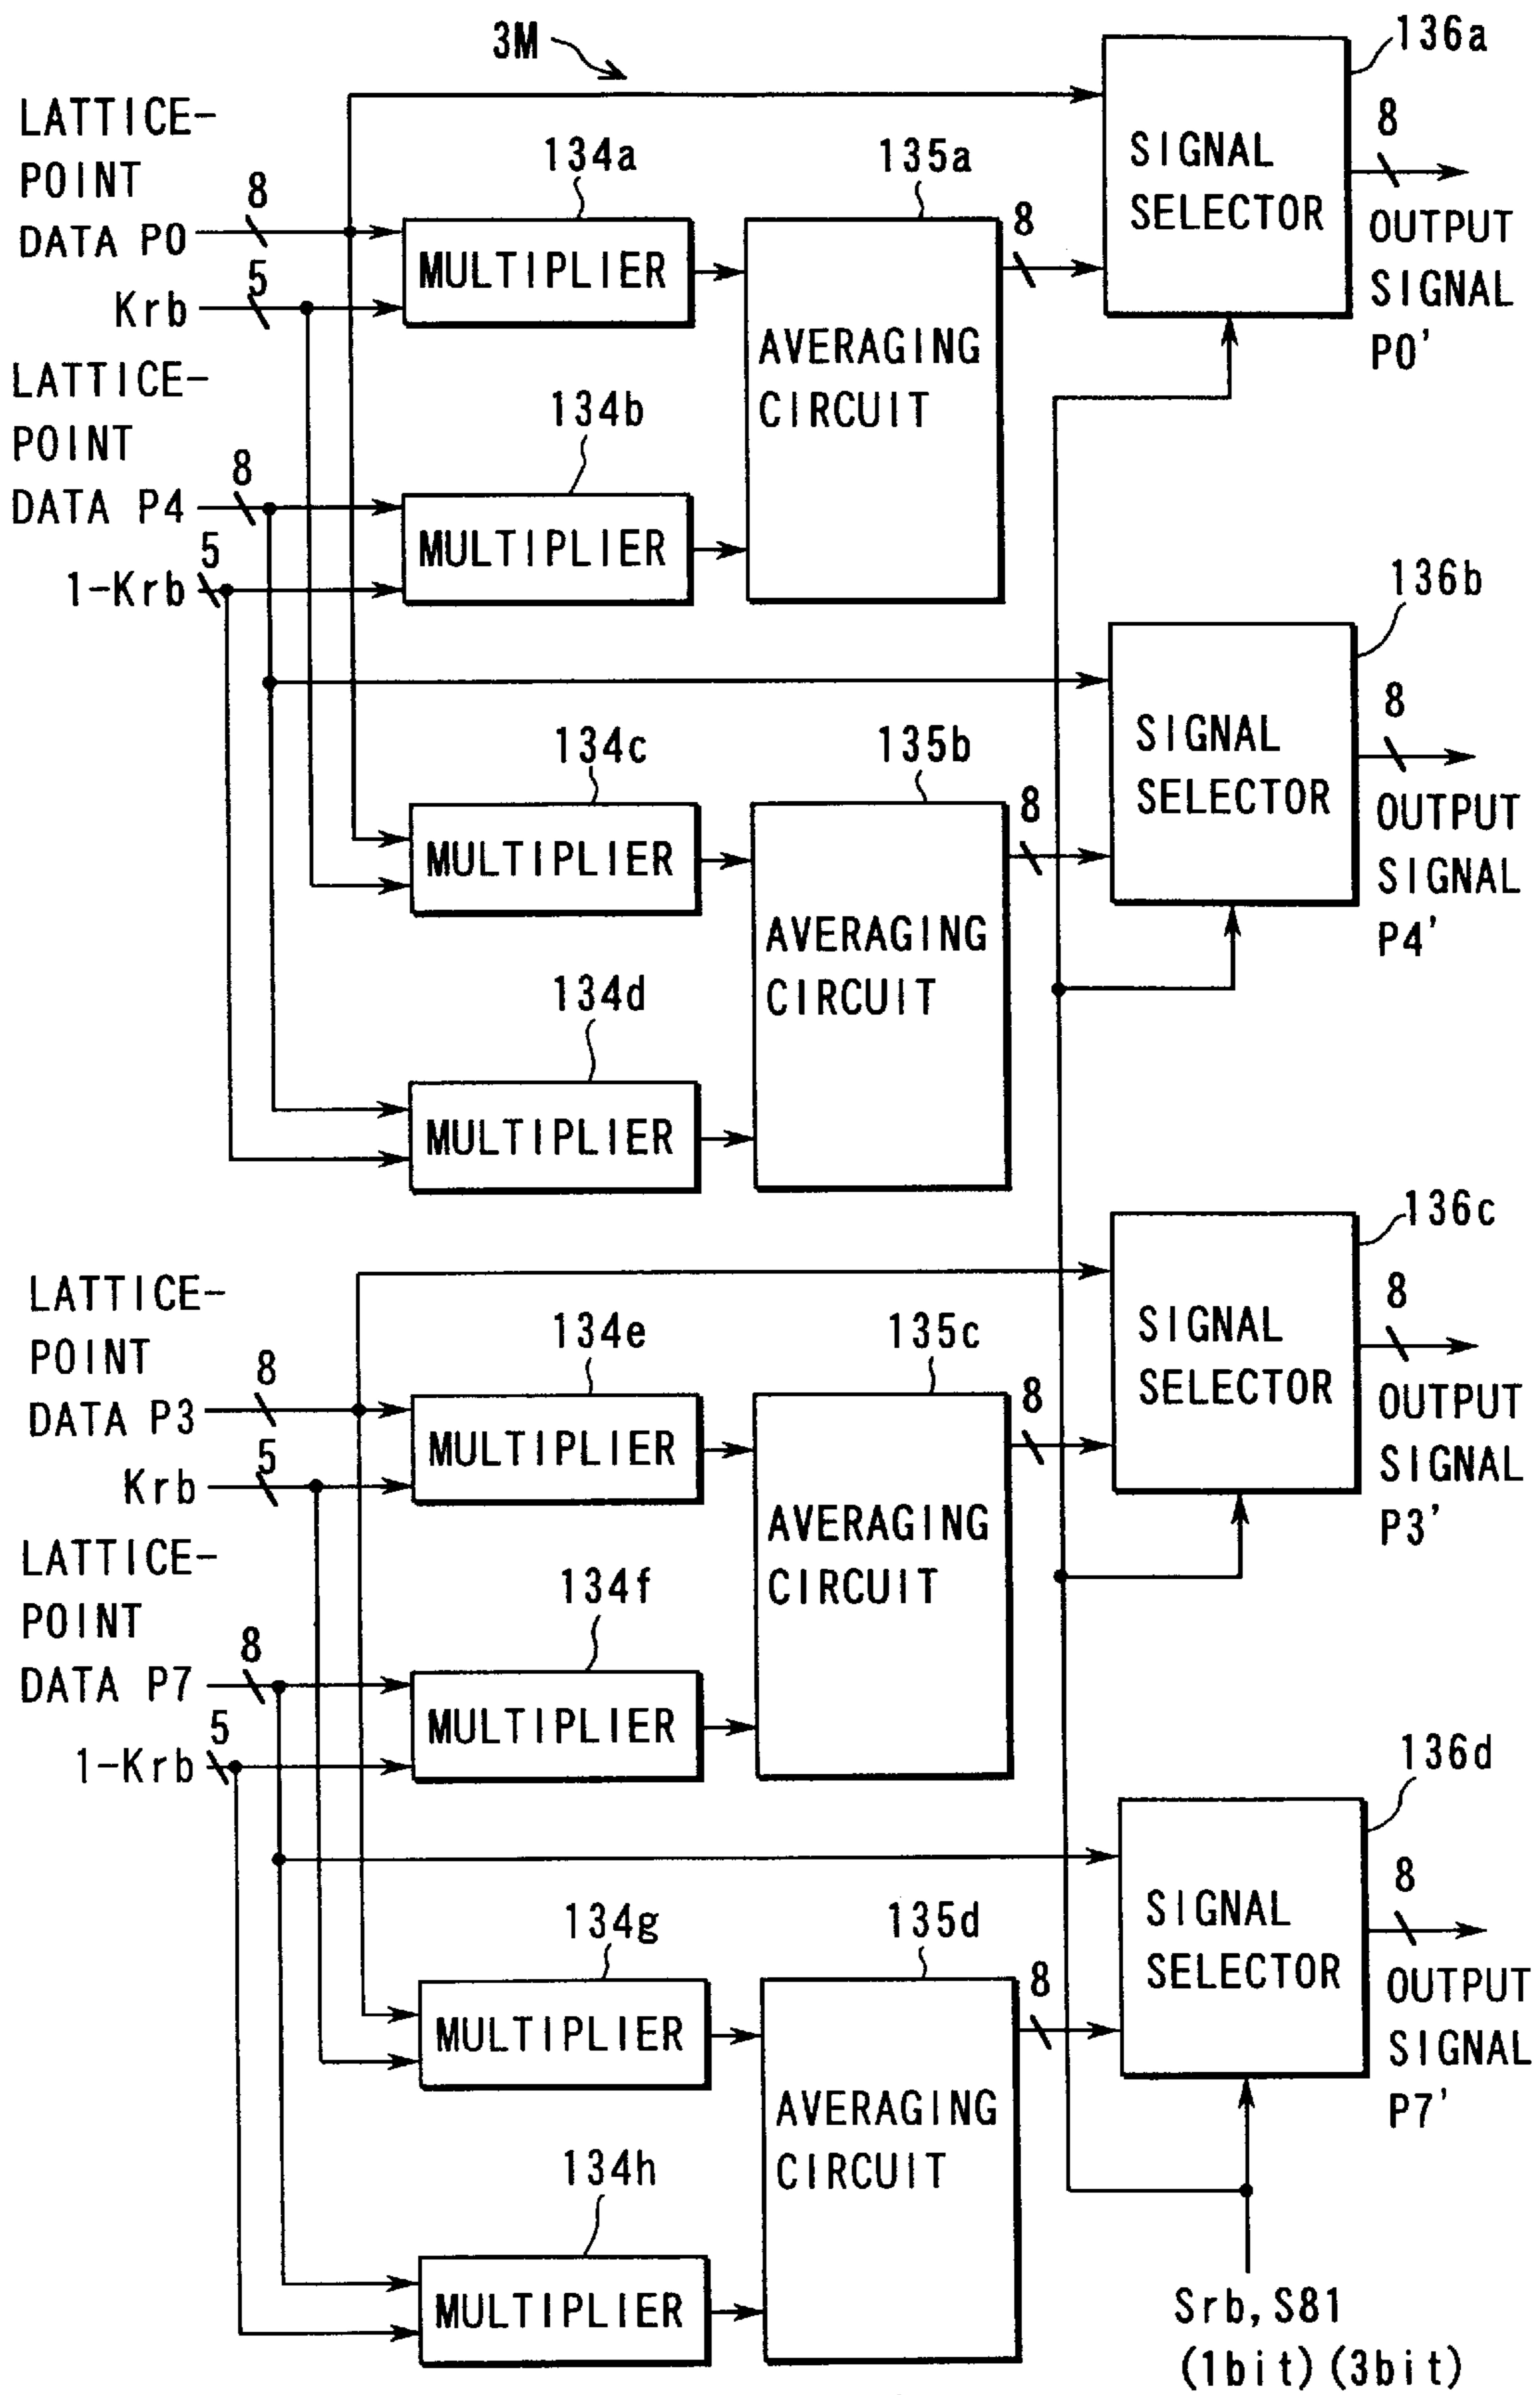 3M
136a
LATTICE-
POINT
DATA P0
8
134a
135a
8
SIGNAL
SELECTOR
8
OUTPUT
SIGNAL
P0'
MULTIPLIER
Krb
5
AVERAGING
CIRCUIT
LATTICE-
POINT
DATA P4
8
134b
MULTIPLIER
1-Krb
5
136b
SIGNAL
SELECTOR
8
OUTPUT
SIGNAL
P4'
134c
135b
8
MULTIPLIER
AVERAGING
CIRCUIT
134d
MULTIPLIER
136c
LATTICE-
POINT
DATA P3
8
134e
135c
8
SIGNAL
SELECTOR
8
OUTPUT
SIGNAL
P3'
MULTIPLIER
Krb
5
AVERAGING
CIRCUIT
LATTICE-
POINT
DATA P7
8
134f
MULTIPLIER
1-Krb
5
136d
SIGNAL
SELECTOR
8
OUTPUT
SIGNAL
P7'
134g
135d
8
MULTIPLIER
AVERAGING
CIRCUIT
134h
MULTIPLIER
Srb, S81
(1bit) (3bit)